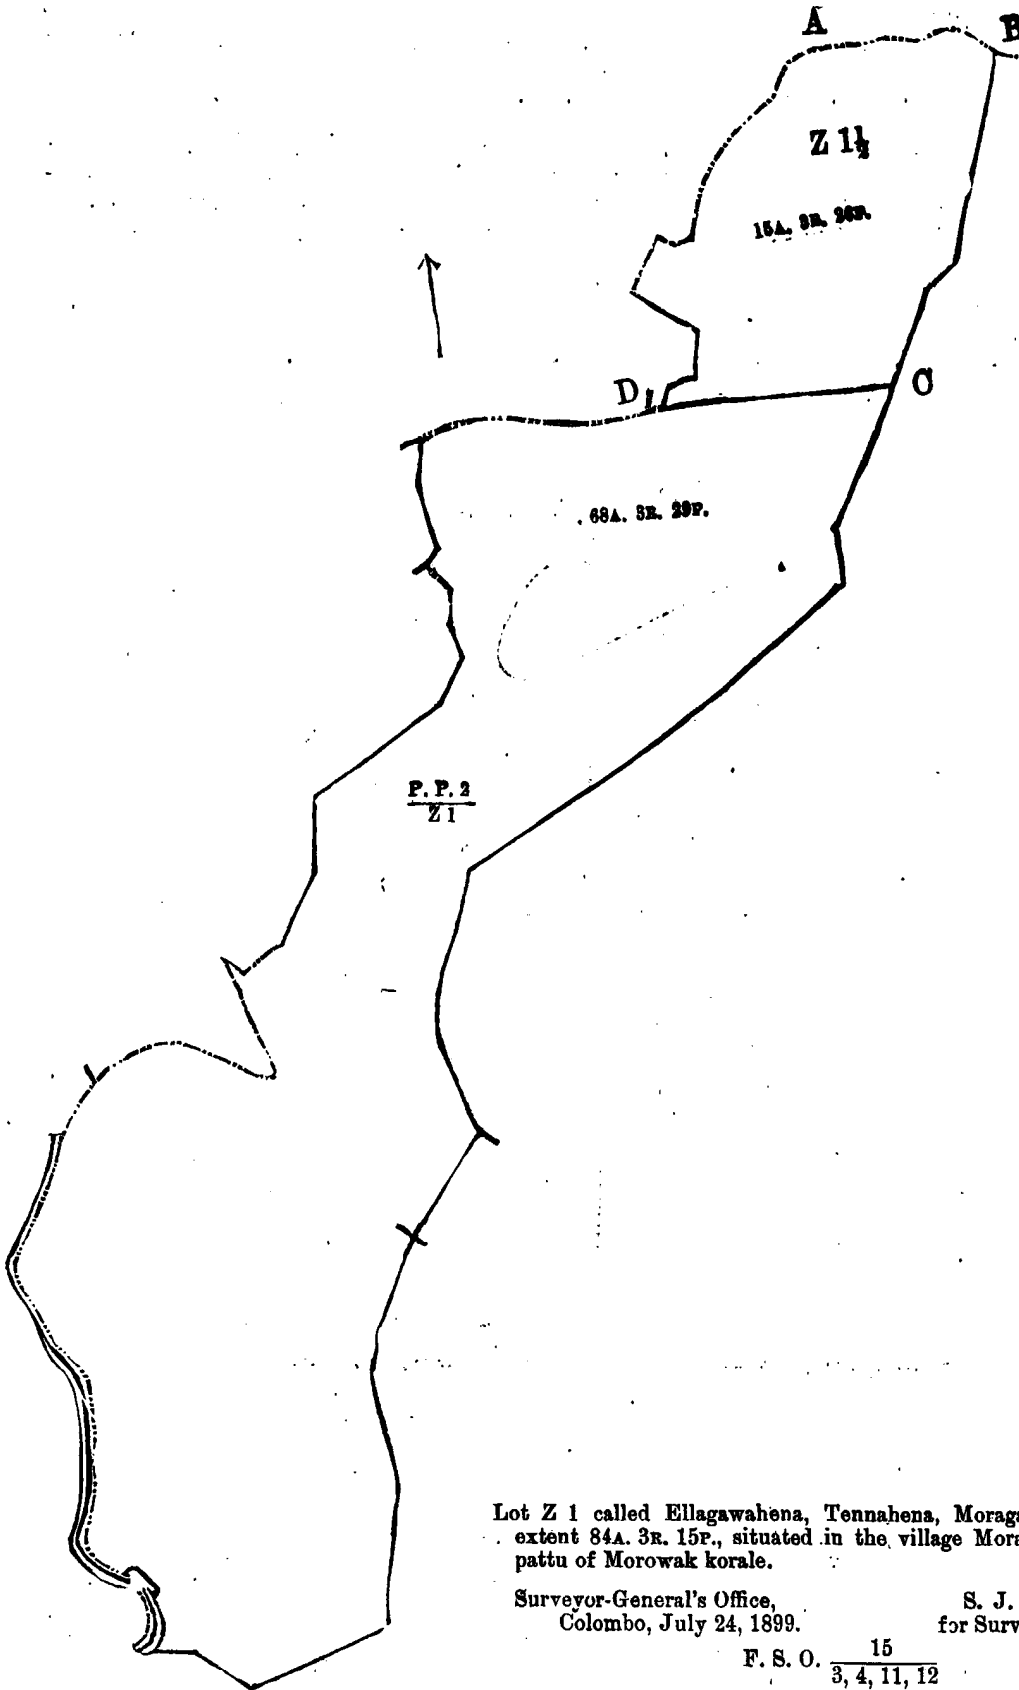 A
B
Z 1½
15A. 3R. 26P.
D
C
68A. 3R. 29P.
P. P. 2
Z 1
Lot Z 1 called Ellagawahena, Tennahena, Moraga
extent 84A. 3R. 15P., situated in the village Mora
pattu of Morowak korale.
Surveyor-General's Office,
Colombo, July 24, 1899.
S. J.
for Surv
F. S. O. 15
3, 4, 11, 12